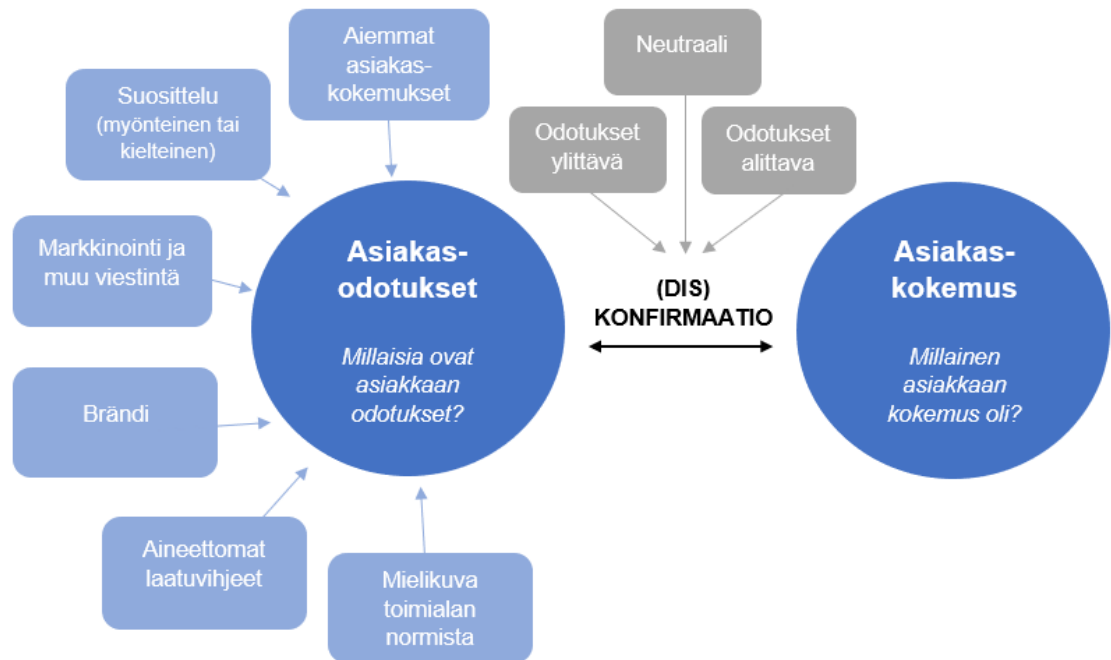 Aiemmat
asiakas-
kokemukset
Suosittelu
(myönteinen tai
kielteinen)
Markkinointi ja
muu viestintä
Brändi
Aineettomat
laatuvihjeet
Mielikuva
toimialan
normista
Asiakas-
odotukset
Millaisia ovat
asiakkaan
odotukset?
Neutraali
Odotukset
ylittävä
Odotukset
alittava
(DIS)
KONFIRMAATIO
Asiakas-
kokemus
Millainen
asiakkaan
kokemus oli?